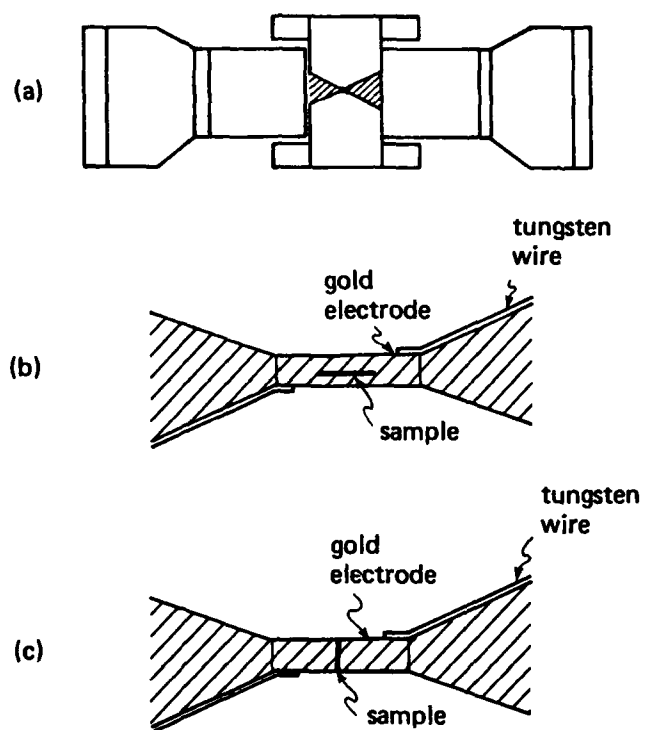 (a)
tungsten
wire
gold
electrode
(b)
sample
tungsten
wire
gold
electrode
(c)
sample